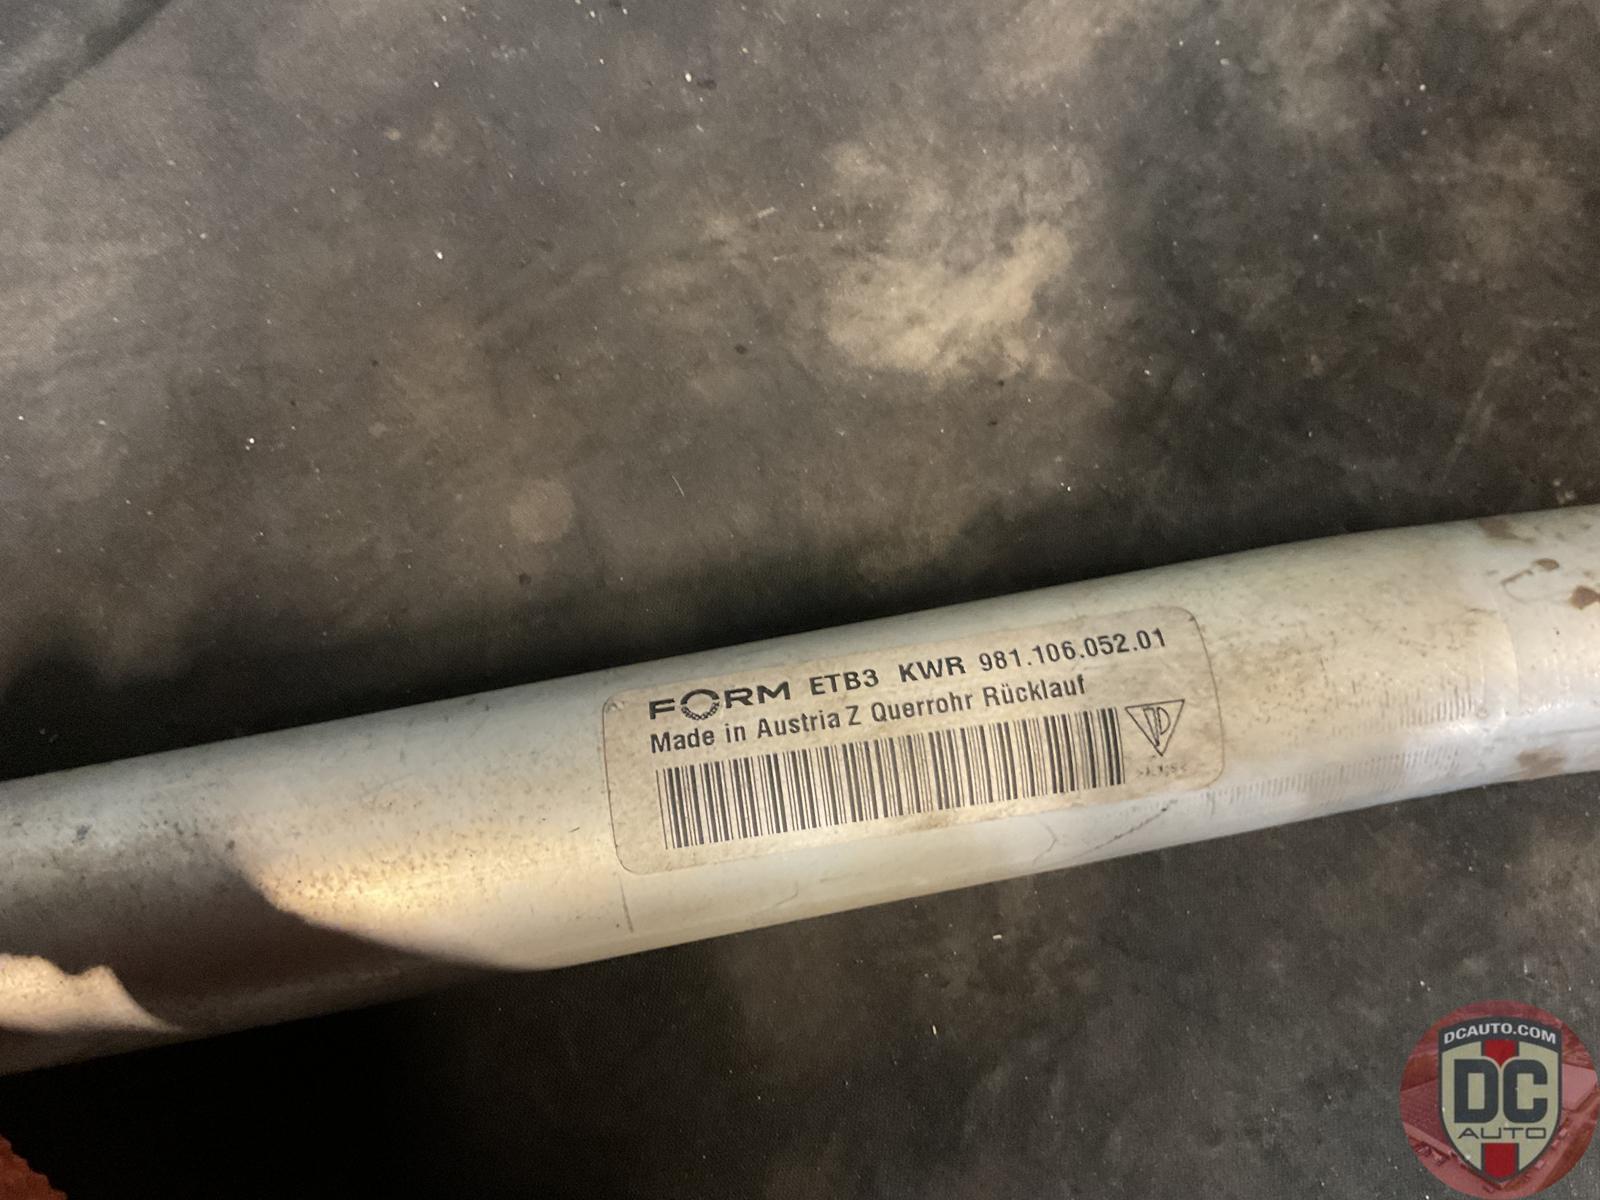 FORM ETB3 KWR 981.106.052.01
Made in Austria Z Querrohr Rücklauf
DCAUTO.COM
DC
AUTO